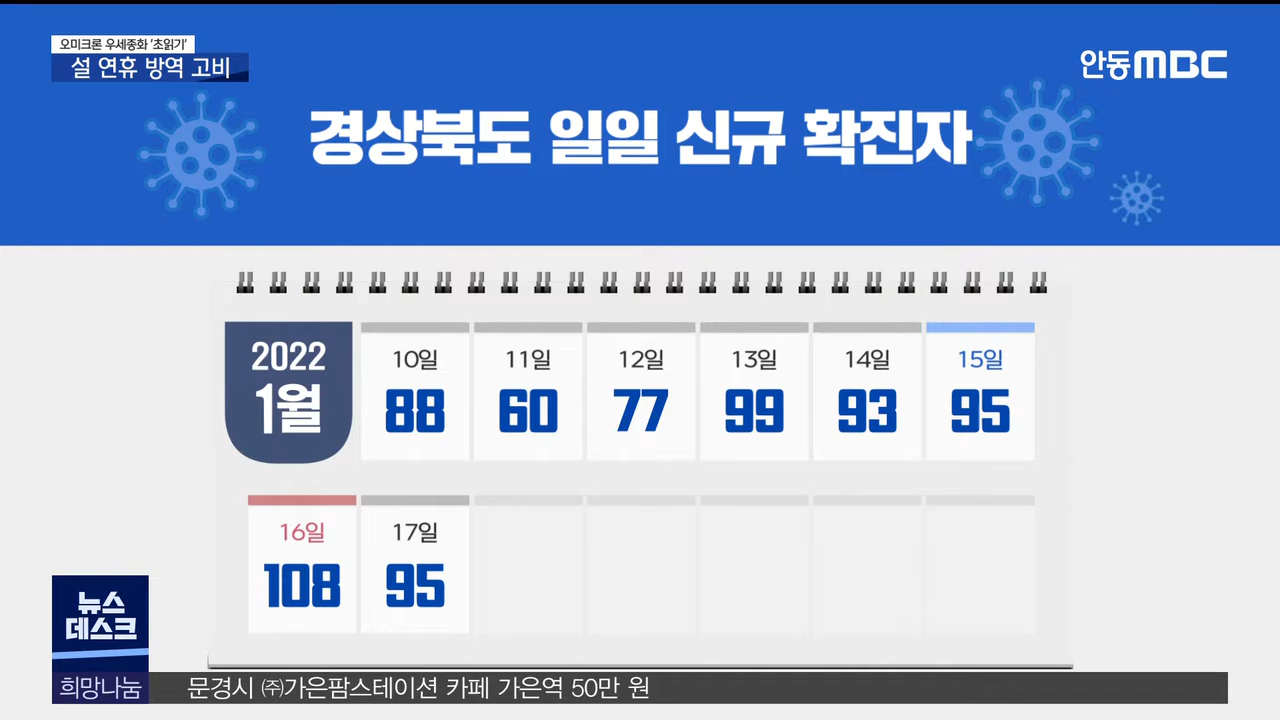 오미크론 우세종화 '초읽기'
설 연휴 방역 고비
안동MBC
경상북도 일일 신규 확진자
2022
1월
10일
88
11일
60
12일
77
13일
99
14일
93
15일
95
16일
108
17일
95
뉴스
데스크
희망나눔
문경시 ㈜가은팜스테이션 카페 가은역 50만 원